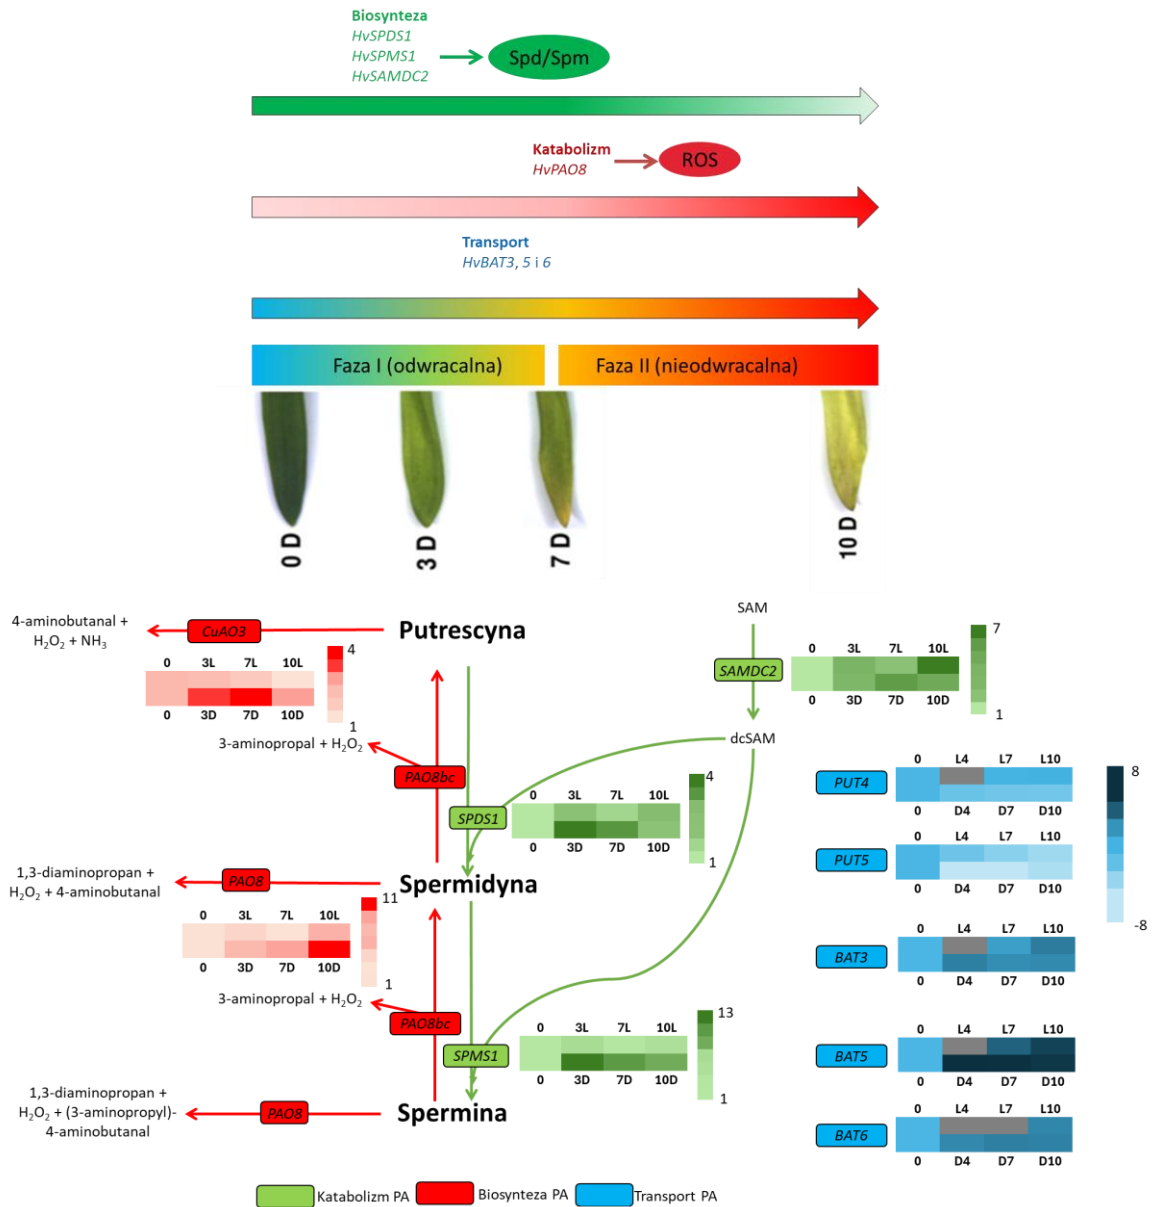 Biosynteza
HvSPDS1
HvSPMS1
HvSAMDC2
Spd/Spm
Katabolizm
HvPAO8
ROS
Transport
HvBAT3, 5 i 6
Faza I (odwracalna)
Faza II (nieodwracalna)
0 D
3 D
7 D
10 D
4-aminobutanal +
H₂O₂ + NH₃
CuAO3
Putrescyna
0 3L 7L 10L
0 3D 7D 10D
4
1
3-aminopropal + H₂O₂
PAO8bc
SAM
SAMDC2
0 3L 7L 10L
0 3D 7D 10D
7
1
dcSAM
SPDS1
0 3L 7L 10L
0 3D 7D 10D
4
1
1,3-diaminopropan +
H₂O₂ + 4-aminobutanal
PAO8
Spermidyna
0 3L 7L 10L
0 3D 7D 10D
11
1
3-aminopropal + H₂O₂
PAO8bc
SPMS1
0 3L 7L 10L
0 3D 7D 10D
13
1
1,3-diaminopropan +
H₂O₂ + (3-aminopropyl)-
4-aminobutanal
PAO8
Spermina
PUT4
0 L4 L7 L10
0 D4 D7 D10
PUT5
0 L4 L7 L10
0 D4 D7 D10
8
-8
BAT3
0 L4 L7 L10
0 D4 D7 D10
BAT5
0 L4 L7 L10
0 D4 D7 D10
BAT6
0 L4 L7 L10
0 D4 D7 D10
Katabolizm PA
Biosynteza PA
Transport PA